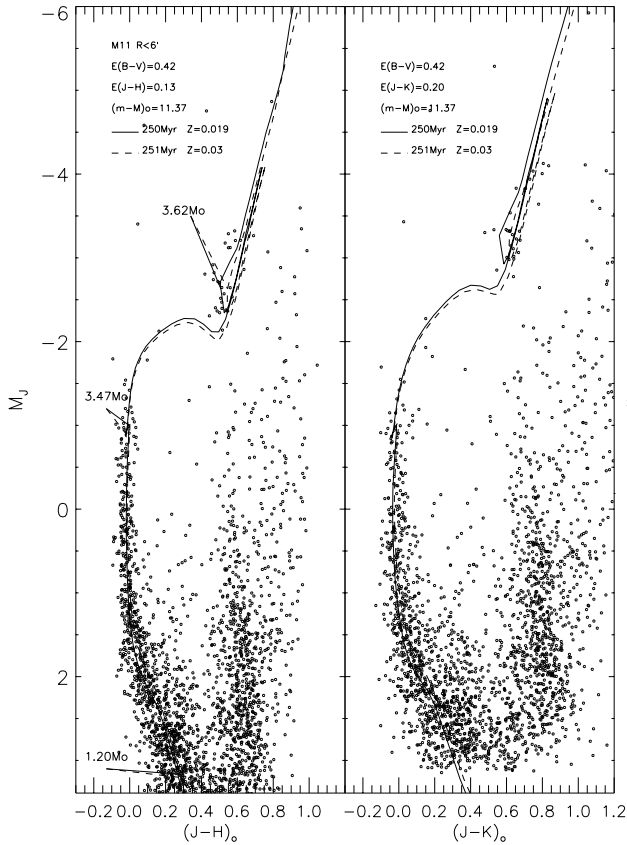 M11 R<6'
E(B-V)=0.42
E(J-H)=0.13
(m-M)o=11.37
250Myr Z=0.019
251Myr Z=0.03
3.62Mo
3.47Mo
1.20Mo
E(B-V)=0.42
E(J-K)=0.20
(m-M)o=11.37
250Myr Z=0.019
251Myr Z=0.03
-6
-4
-2
0
2
M_J
-0.2 0.0 0.2 0.4 0.6 0.8 1.0
(J-H)_o
-0.2 0.0 0.2 0.4 0.6 0.8 1.0 1.2
(J-K)_o